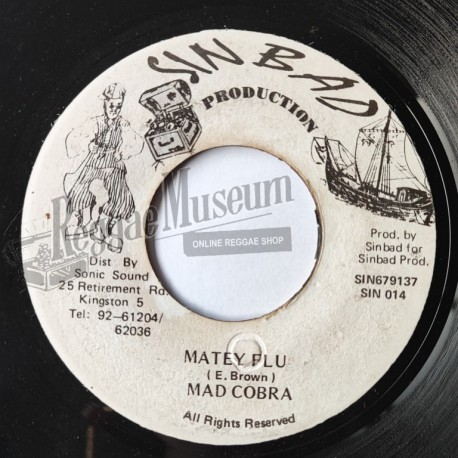 SIN BAD
PRODUCTION
Reggae Museum
ONLINE REGGAE SHOP
Dist By
Sonic Sound
25 Retirement Rd.
Kingston 5
Tel: 92-61204/
62036
Prod. by
Sinbad for
Sinbad Prod.
SIN679137
SIN 014
MATEY FLU
(E. Brown)
MAD COBRA
All Rights Reserved